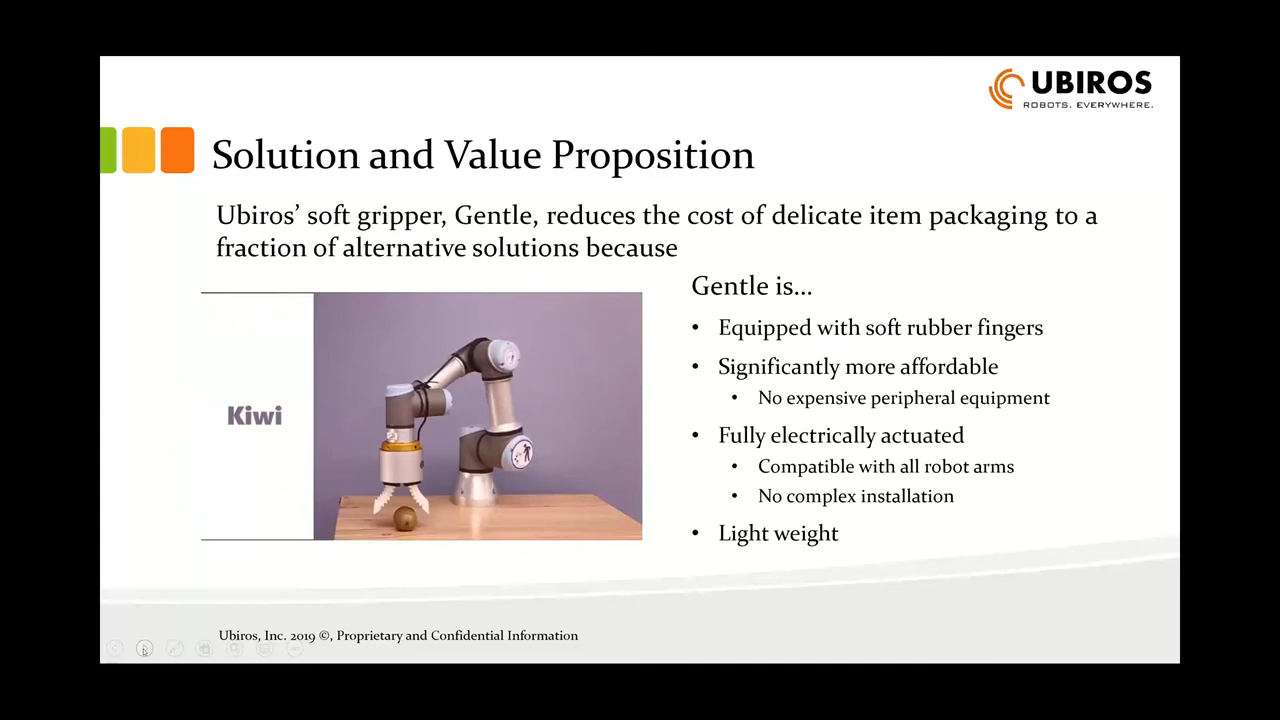 UBIROS
ROBOTS. EVERYWHERE.
Solution and Value Proposition
Ubiros’ soft gripper, Gentle, reduces the cost of delicate item packaging to a
fraction of alternative solutions because
Kiwi
Gentle is...
• Equipped with soft rubber fingers
• Significantly more affordable
• No expensive peripheral equipment
• Fully electrically actuated
• Compatible with all robot arms
• No complex installation
• Light weight
Ubiros, Inc. 2019 ©, Proprietary and Confidential Information